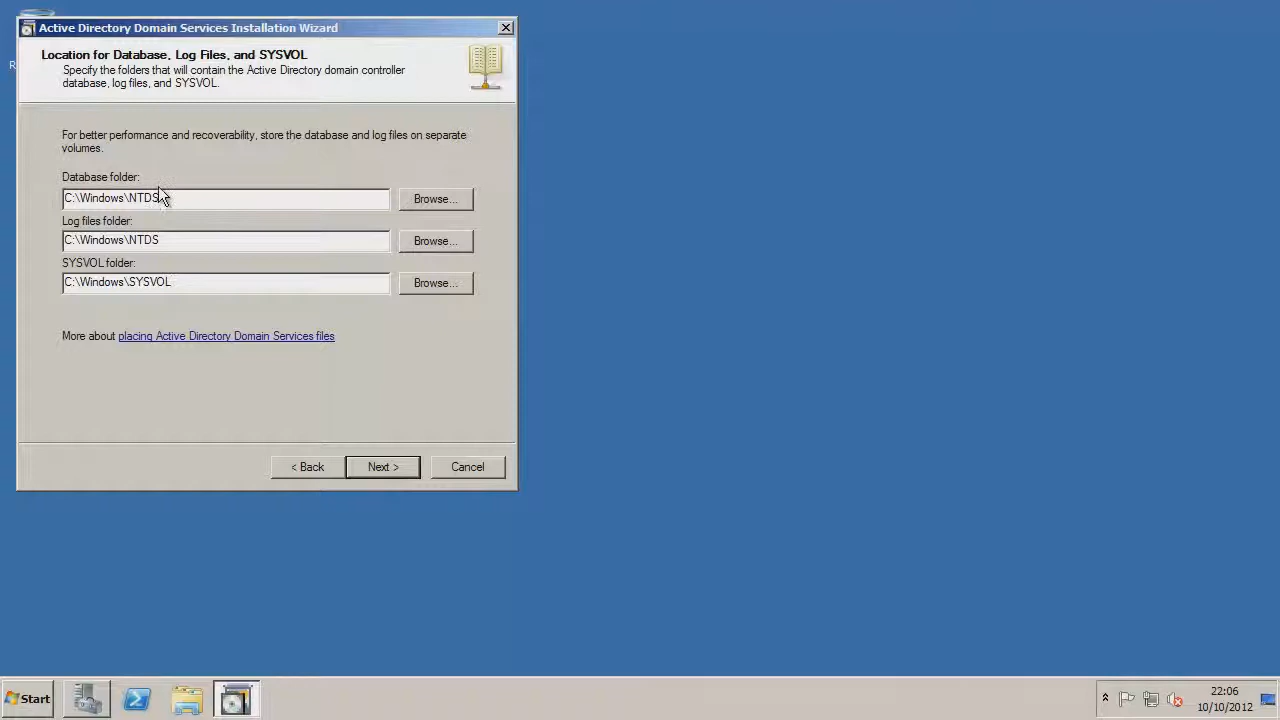 Active Directory Domain Services Installation Wizard
Location for Database, Log Files, and SYSVOL
Specify the folders that will contain the Active Directory domain controller
database, log files, and SYSVOL.
R
For better performance and recoverability, store the database and log files on separate
volumes.
Database folder:
C:\Windows\NTDS
Browse...
Log files folder:
C:\Windows\NTDS
Browse...
SYSVOL folder:
C:\Windows\SYSVOL
Browse...
More about placing Active Directory Domain Services files
< Back
Next >
Cancel
Start
22:06
10/10/2012